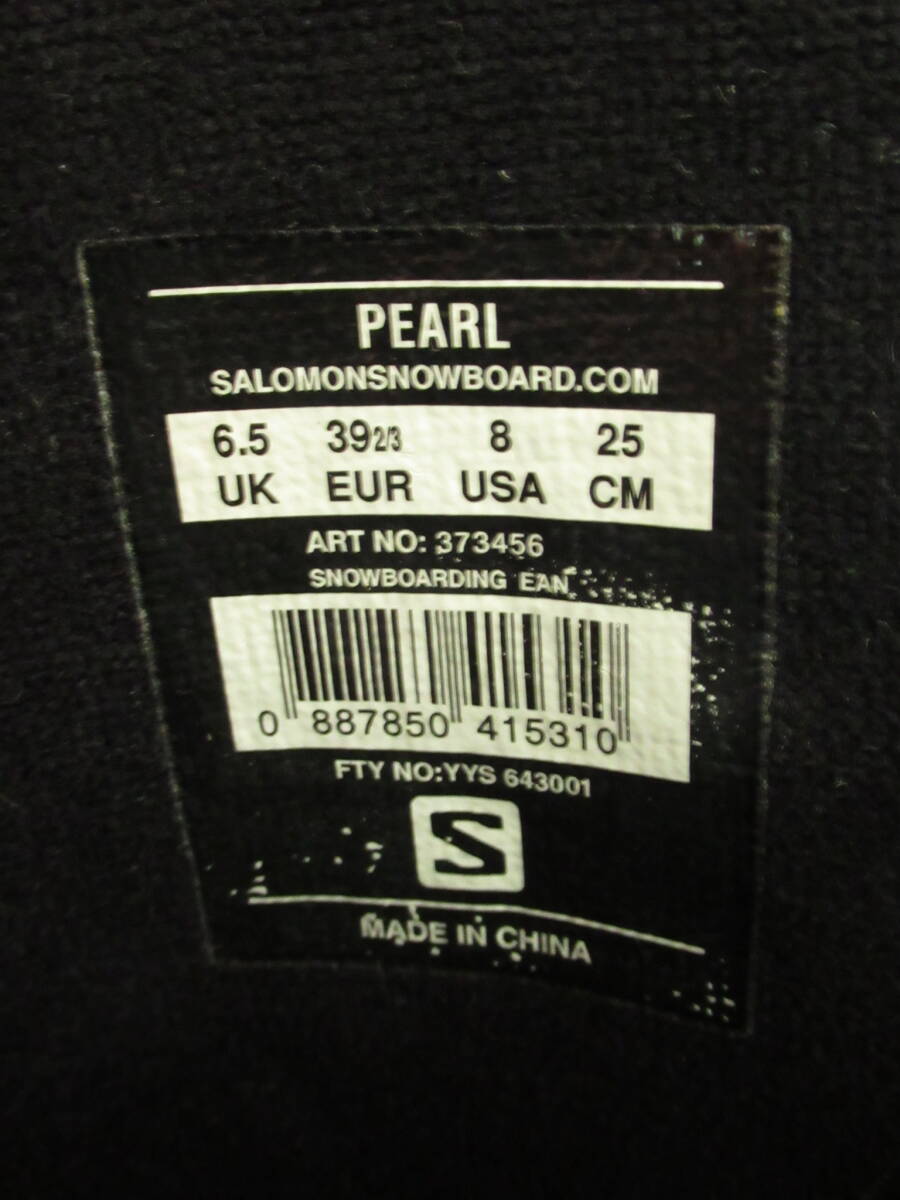 PEARL
SALOMONSNOWBOARD.COM
6.5 39 2/3 8 25
UK EUR USA CM
ART NO: 373456
SNOWBOARDING EAN
0 887850 415310
FTY NO:YYS 643001
S
MADE IN CHINA